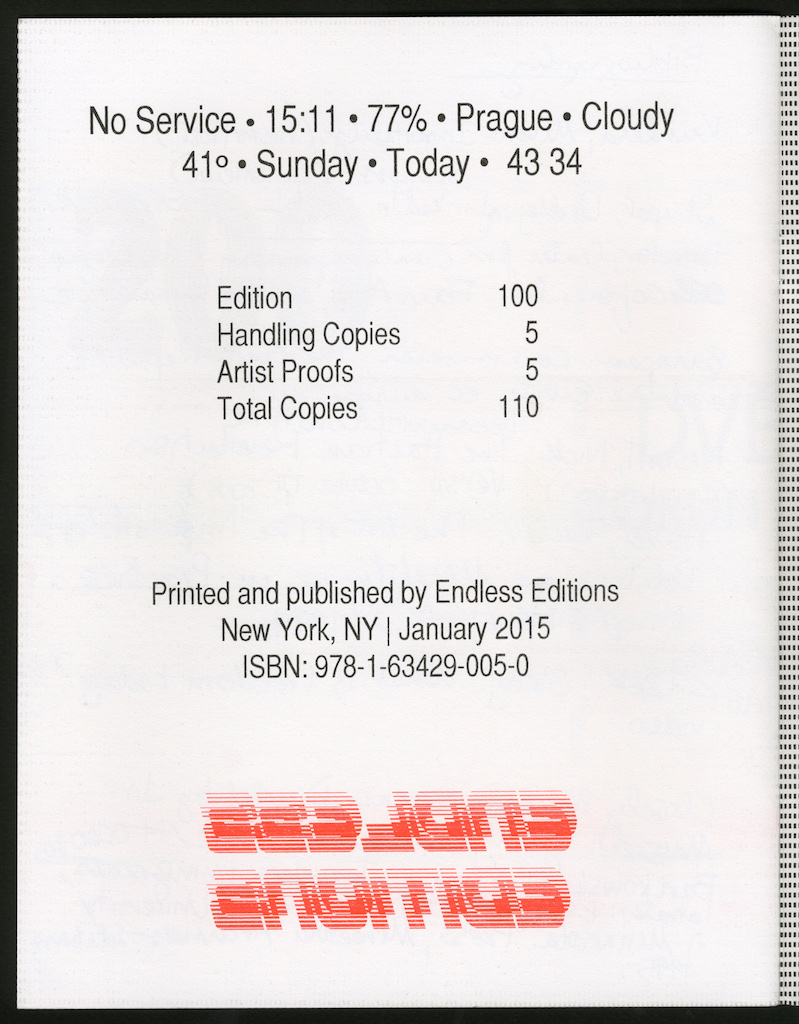 No Service • 15:11 • 77% • Prague • Cloudy
41º • Sunday • Today • 43 34
Edition 100
Handling Copies 5
Artist Proofs 5
Total Copies 110
Printed and published by Endless Editions
New York, NY | January 2015
ISBN: 978-1-63429-005-0
ENDLESS
EDITIONS